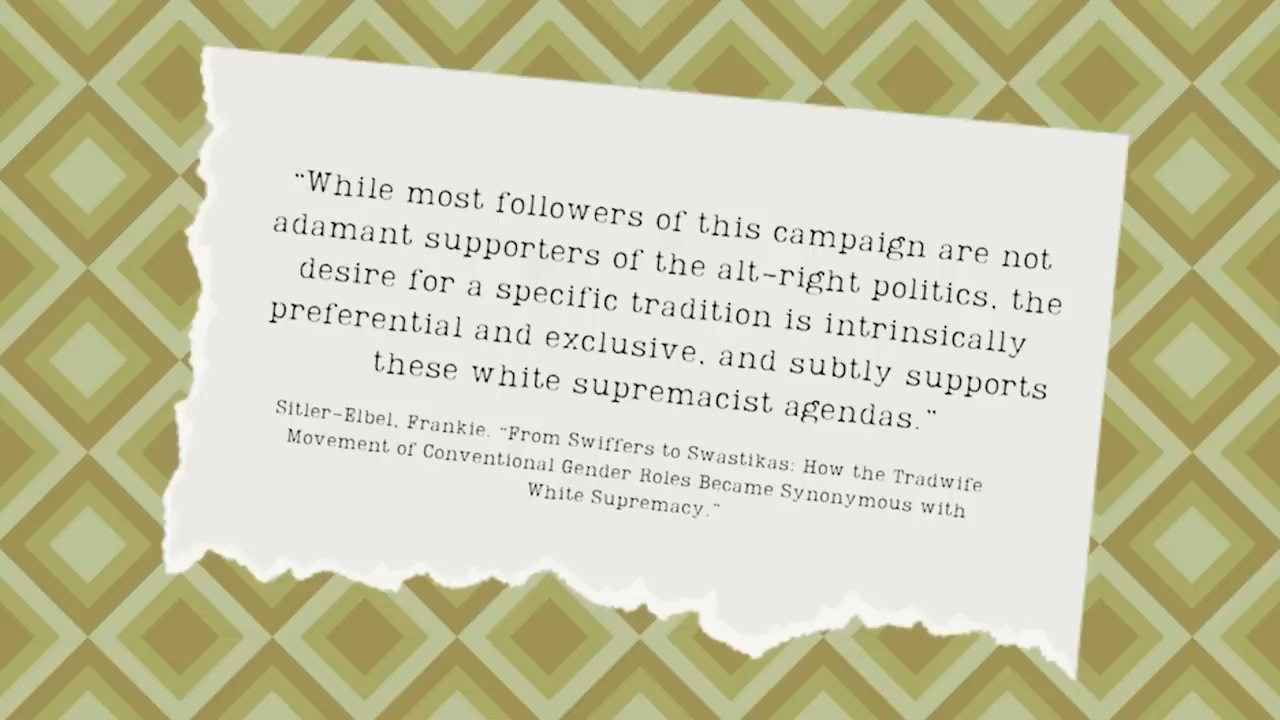 "While most followers of this campaign are not
adamant supporters of the alt-right politics, the
desire for a specific tradition is intrinsically
preferential and exclusive, and subtly supports
these white supremacist agendas."
Sitler-Elbel, Frankie. "From Swiffers to Swastikas: How the Tradwife
Movement of Conventional Gender Roles Became Synonymous with
White Supremacy."